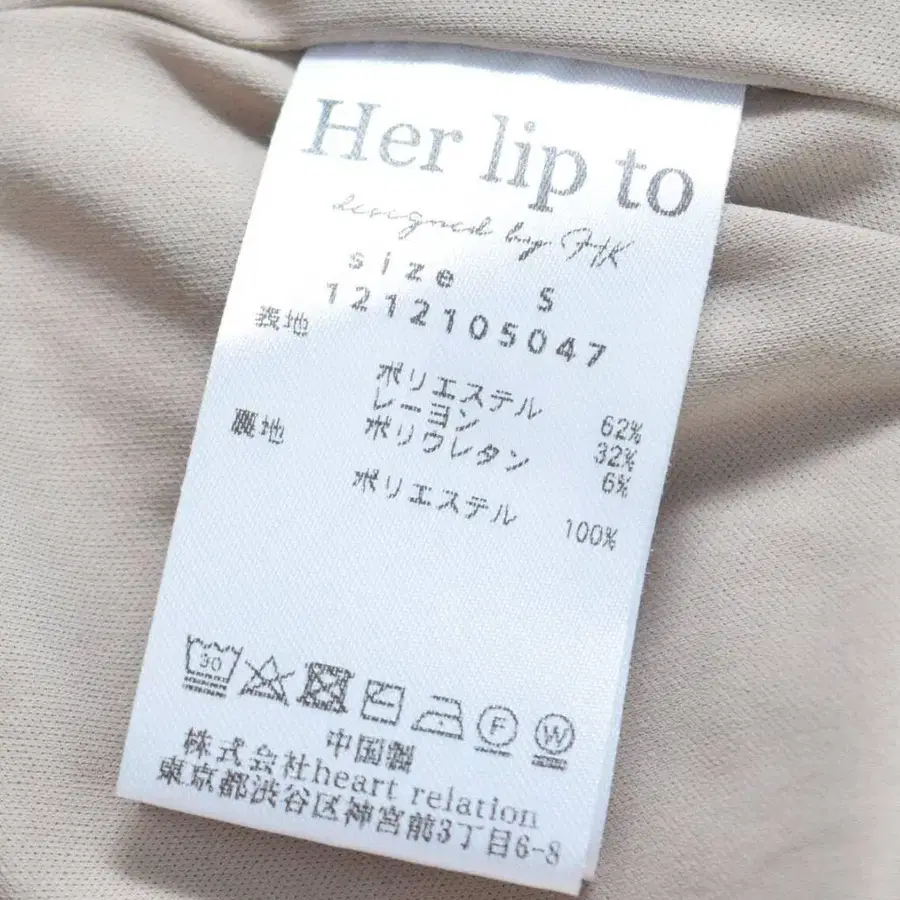 Her lip to
designed by HK
size S
1212105047
表地
ポリエステル 62%
レーヨン 32%
ポリウレタン 6%
裏地
ポリエステル 100%
30
F
W
中国製
株式会社heart relation
東京都渋谷区神宮前3丁目6-8